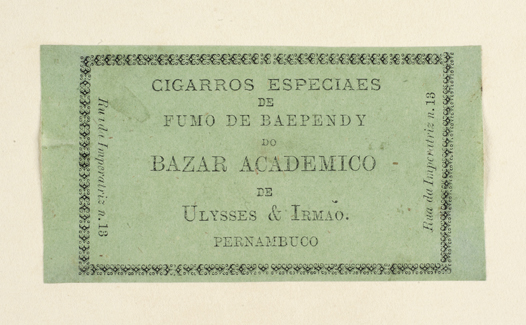 CIGARROS ESPECIAES
DE
FUMO DE BAEPENDY
DO
BAZAR ACADEMICO
DE
ULYSSES & IRMÃO.
PERNAMBUCO
Rua da Imperatriz n. 13
Rua da Imperatriz n. 13